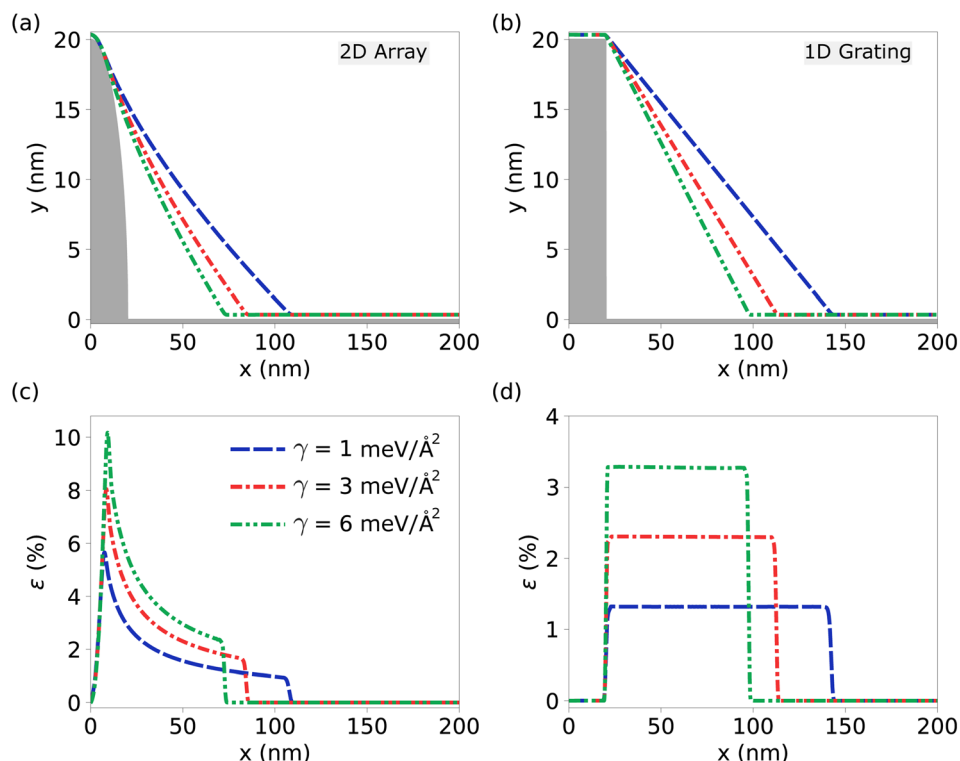 (a)
2D Array
20
15
10
5
0
y (nm)
0 50 100 150 200
x (nm)
(b)
1D Grating
20
15
10
5
0
y (nm)
0 50 100 150 200
x (nm)
(c)
10
8
6
4
2
0
ε (%)
γ = 1 meV/Å²
γ = 3 meV/Å²
γ = 6 meV/Å²
0 50 100 150 200
x (nm)
(d)
4
3
2
1
0
ε (%)
0 50 100 150 200
x (nm)